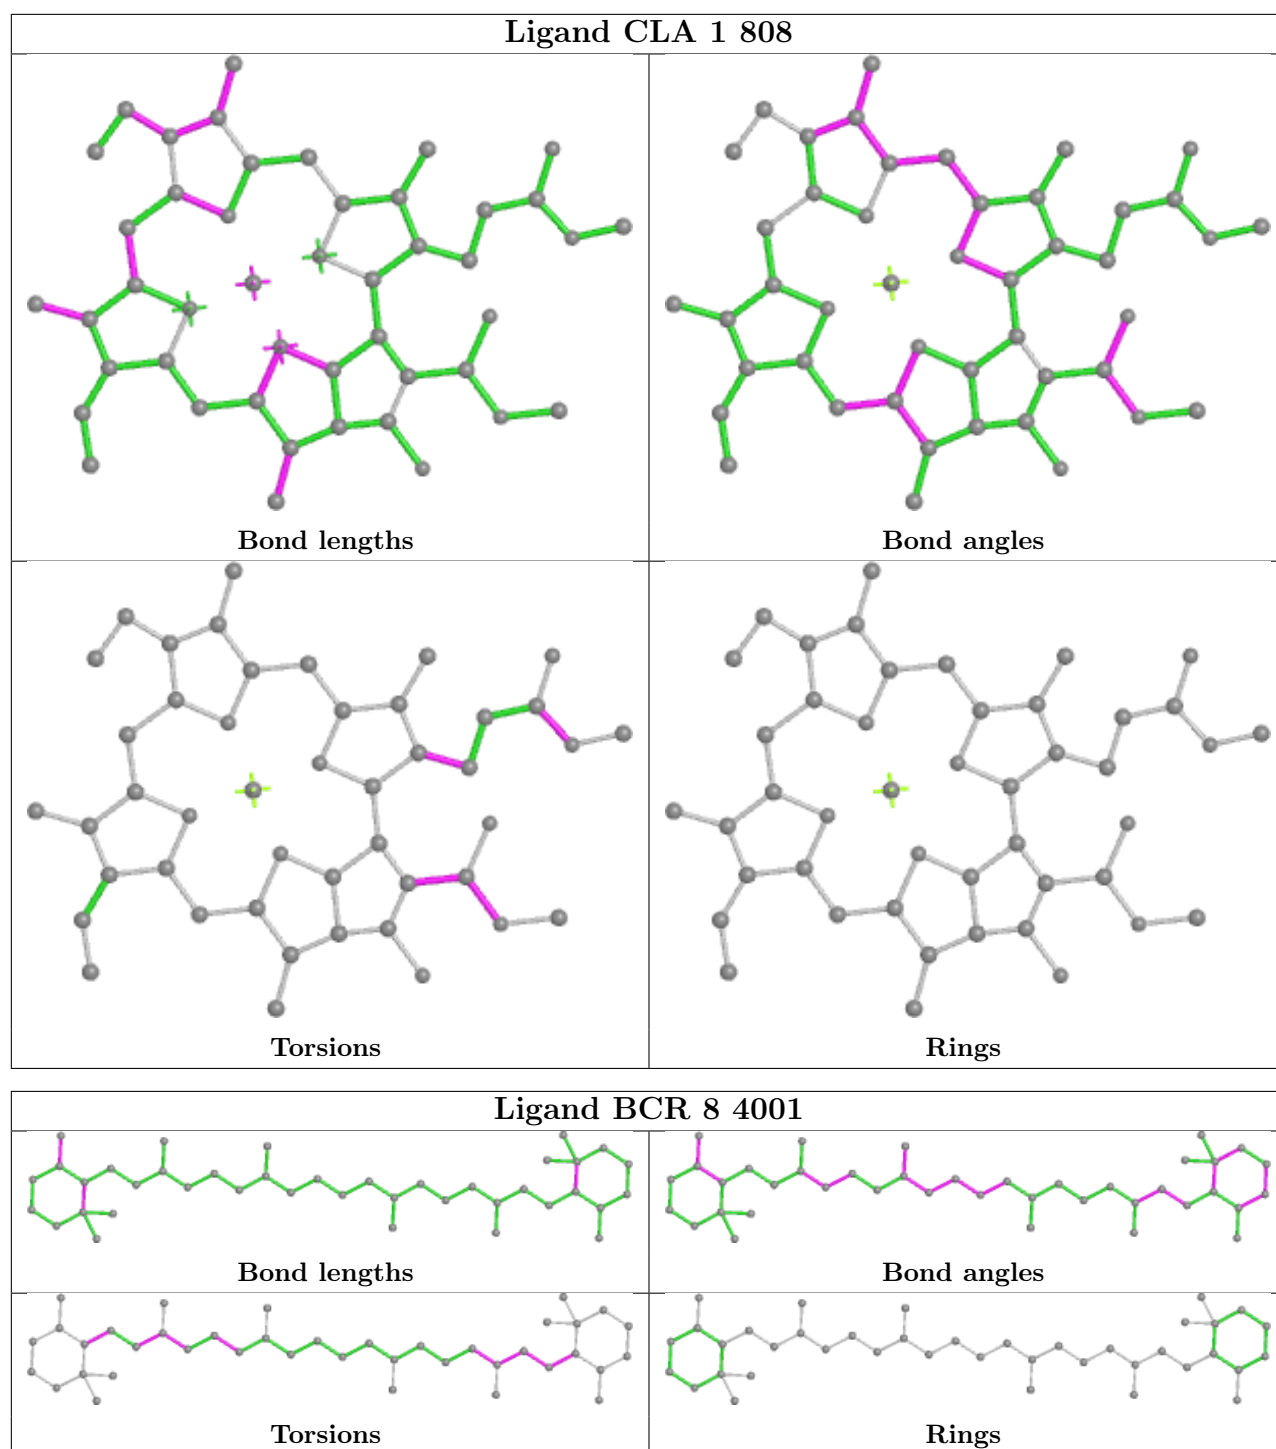 Ligand CLA 1 808
Bond lengths
Bond angles
Torsions
Rings
Ligand BCR 8 4001
Bond lengths
Bond angles
Torsions
Rings